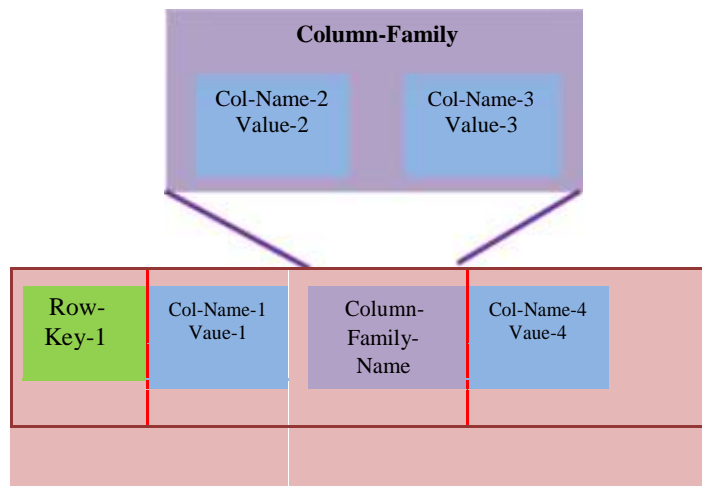 Column-Family
Col-Name-2
Value-2
Col-Name-3
Value-3
Row-
Key-1
Col-Name-1
Vaue-1
Column-
Family-
Name
Col-Name-4
Vaue-4